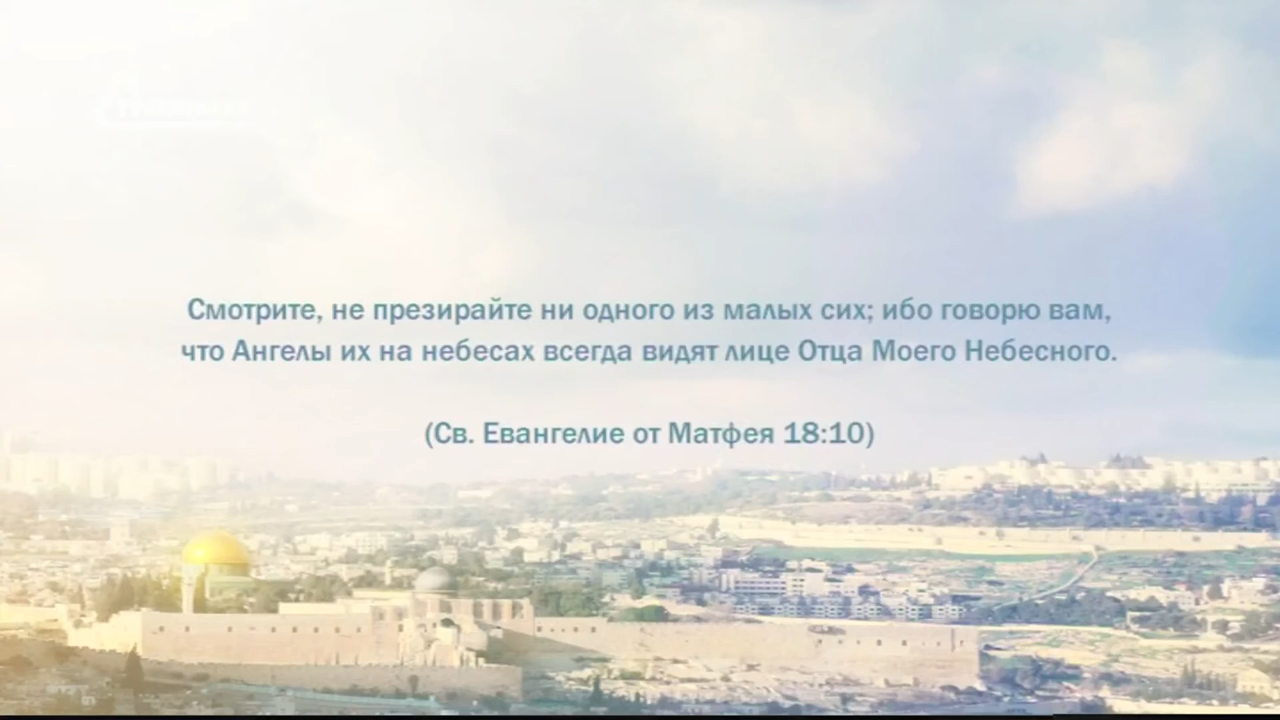 Смотрите, не презирайте ни одного из малых сих; ибо говорю вам,
что Ангелы их на небесах всегда видят лице Отца Моего Небесного.
(Св. Евангелие от Матфея 18:10)